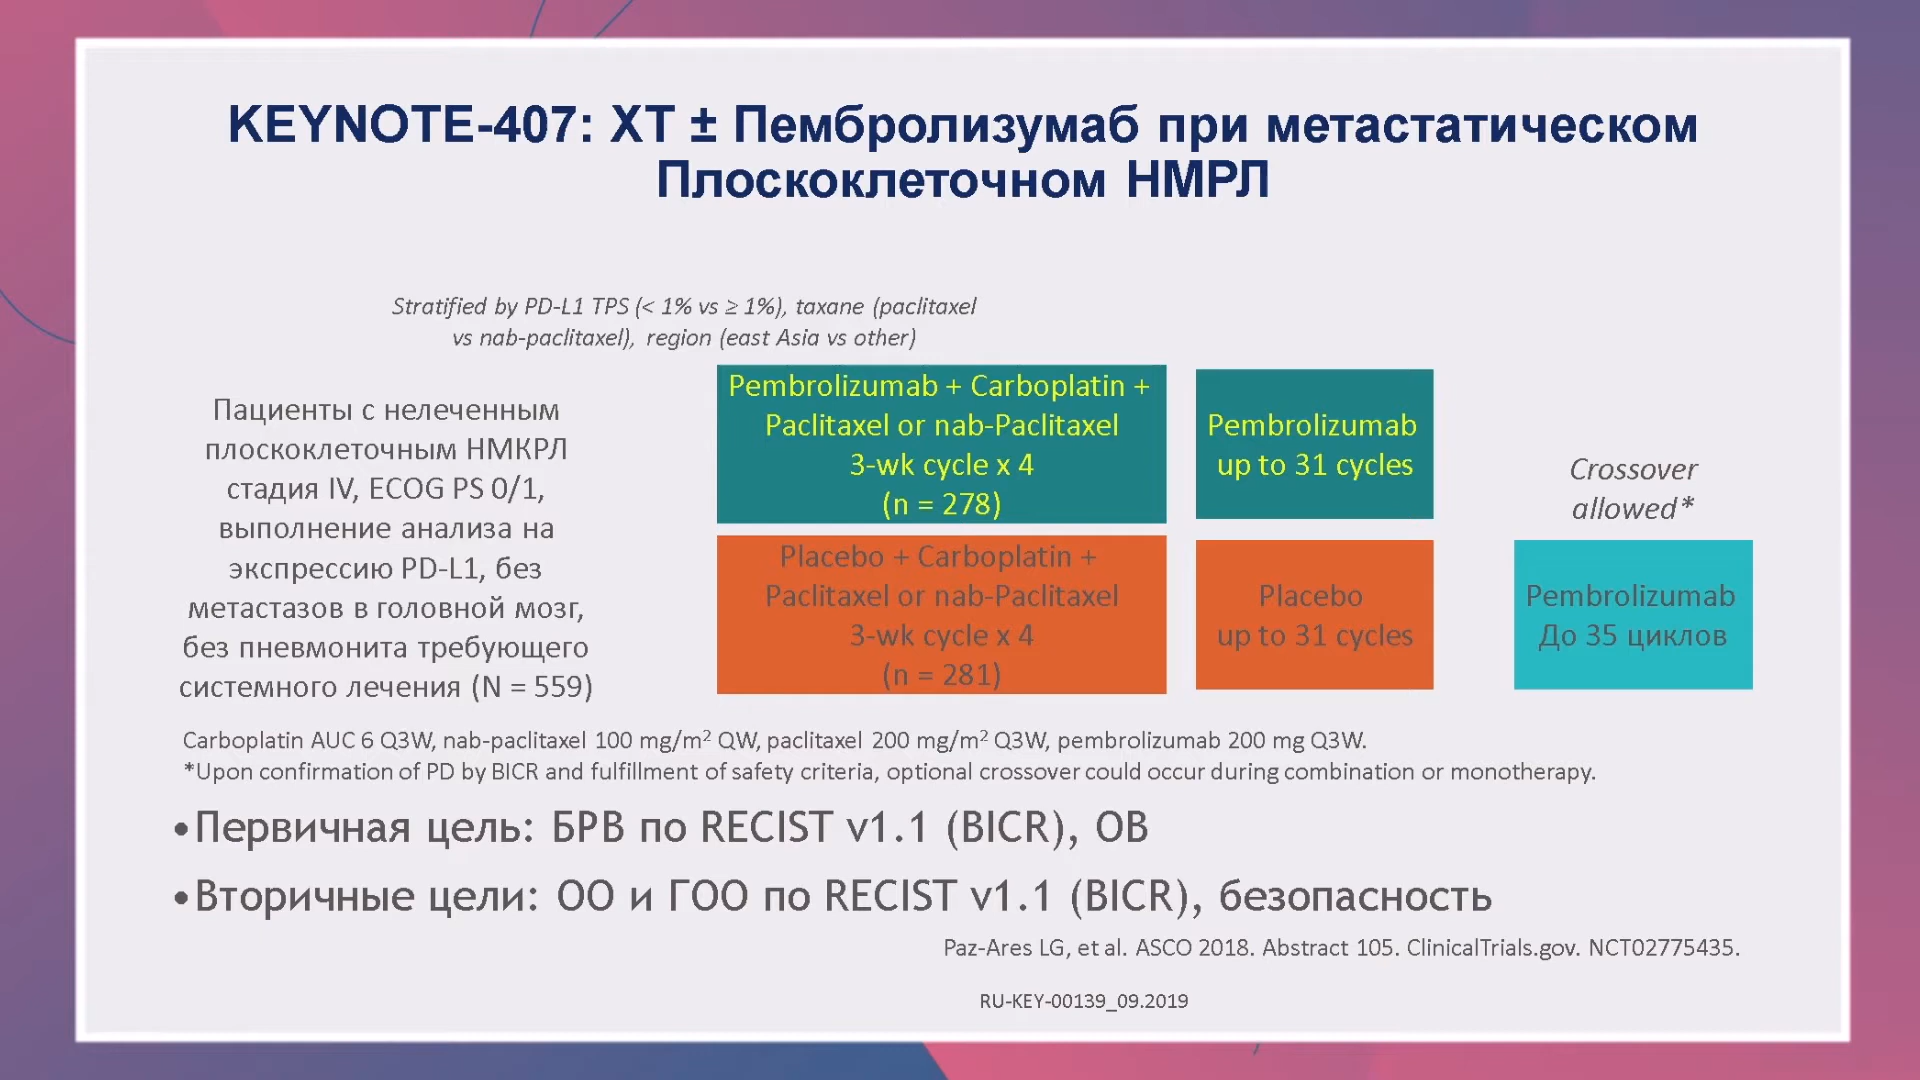 KEYNOTE-407: ХТ ± Пембролизумаб при метастатическом
Плоскоклеточном НМРЛ
Stratified by PD-L1 TPS (< 1% vs ≥ 1%), taxane (paclitaxel
vs nab-paclitaxel), region (east Asia vs other)
Пациенты с нелеченным
плоскоклеточным НМКРЛ
стадия IV, ECOG PS 0/1,
выполнение анализа на
экспрессию PD-L1, без
метастазов в головной мозг,
без пневмонита требующего
системного лечения (N = 559)
Pembrolizumab + Carboplatin +
Paclitaxel or nab-Paclitaxel
3-wk cycle x 4
(n = 278)
Pembrolizumab
up to 31 cycles
Placebo + Carboplatin +
Paclitaxel or nab-Paclitaxel
3-wk cycle x 4
(n = 281)
Placebo
up to 31 cycles
Crossover
allowed*
Pembrolizumab
До 35 циклов
Carboplatin AUC 6 Q3W, nab-paclitaxel 100 mg/m² QW, paclitaxel 200 mg/m² Q3W, pembrolizumab 200 mg Q3W.
*Upon confirmation of PD by BICR and fulfillment of safety criteria, optional crossover could occur during combination or monotherapy.
•Первичная цель: БРВ по RECIST v1.1 (BICR), ОВ
•Вторичные цели: ОО и ГОО по RECIST v1.1 (BICR), безопасность
Paz-Ares LG, et al. ASCO 2018. Abstract 105. ClinicalTrials.gov. NCT02775435.
RU-KEY-00139_09.2019